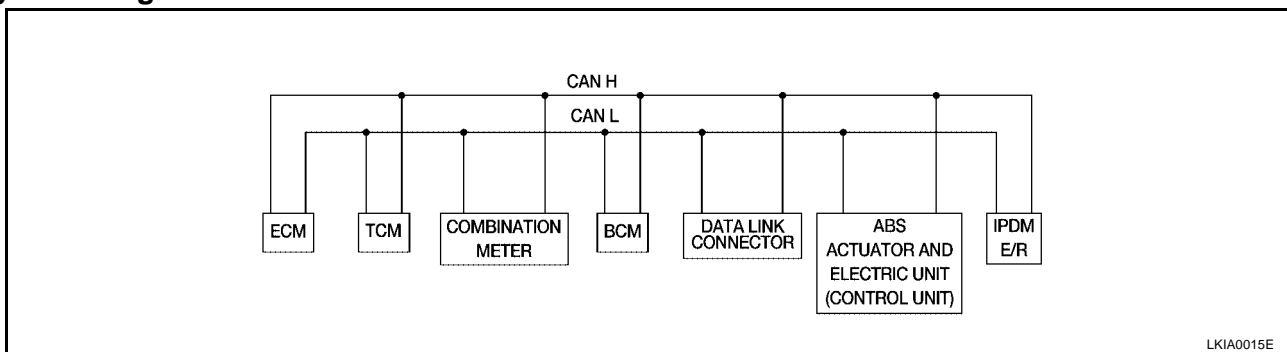 CAN H
CAN L
ECM
TCM
COMBINATION
METER
BCM
DATA LINK
CONNECTOR
ABS
ACTUATOR AND
ELECTRIC UNIT
(CONTROL UNIT)
IPDM
E/R
LKIA0015E